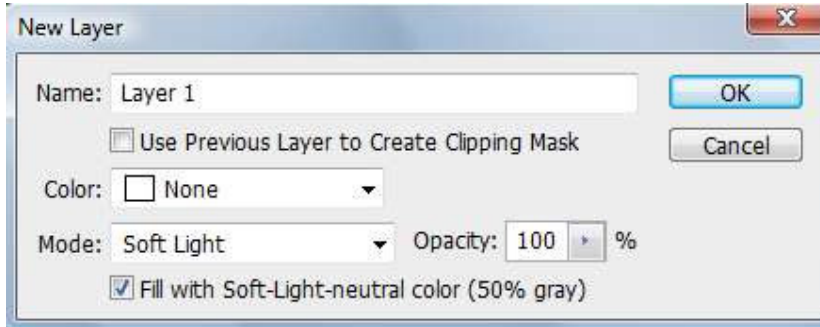 New Layer
Name: Layer 1
OK
Use Previous Layer to Create Clipping Mask
Cancel
Color: None
Mode: Soft Light Opacity: 100 %
Fill with Soft-Light-neutral color (50% gray)